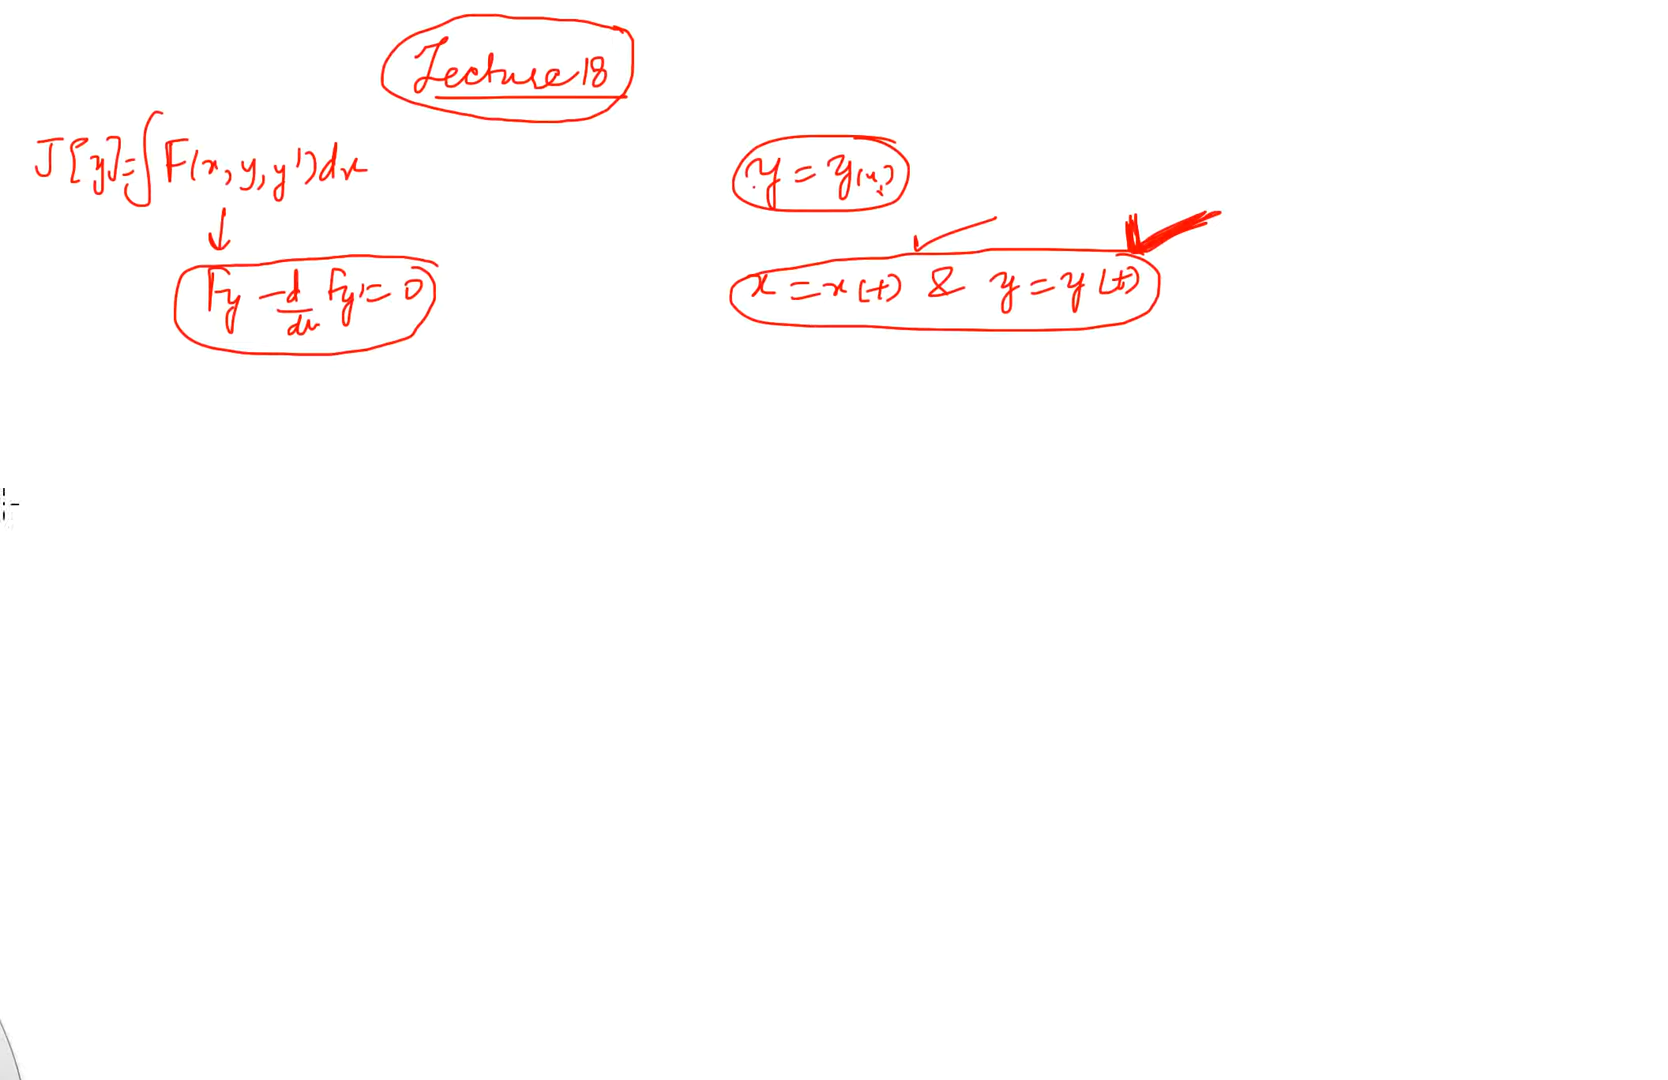 Lecture 18
J[y]=∫F(x,y,y')dx
y = y(x)
↓
Fy - d/dx Fy' = 0
x = x(t) & y = y(t)